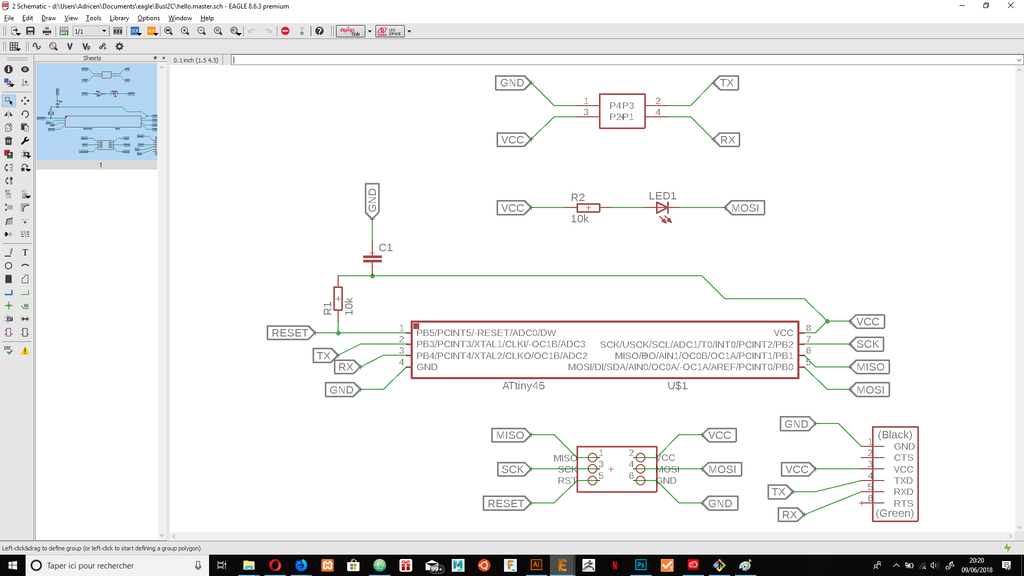 2 Schematic - d:\Users\Adricen\eagle\BusI2C\hello.master.sch - EAGLE 8.6.3 premium
File Edit Draw View Tools Library Options Window Help
1/1
Sheets
0.1 inch (1.5 4.5)
1
GND TX
1 P4P3 2
3 P2P1 4
VCC RX
GND
R2 LED1
VCC MOSI
10k
C1
R1 10k
RESET 1 PB5/PCINT5/-RESET/ADC0/DW VCC 8 VCC
TX 2 PB3/PCINT3/XTAL1/CLKI/-OC1B/ADC3 SCK/USCK/SCL/ADC1/T0/INT0/PCINT2/PB2 7 SCK
RX 3 PB4/PCINT4/XTAL2/CLKO/OC1B/ADC2 MISO/DO/AIN1/OC0B/OC1A/PCINT1/PB1 6 MISO
GND 4 GND MOSI/DI/SDA/AIN0/OC0A/-OC1A/AREF/PCINT0/PB0 5 MOSI
ATtiny45 U$1
MISO VCC
MISO 1 2 VCC
SCK SCK 3 4 MOSI MOSI
RST 5 6 GND
RESET GND
GND (Black)
1 GND
2 CTS
VCC 3 VCC
TX 4 TXD
RX 5 RXD
6 RTS
(Green)
Left-click&drag to define group (or left-click to start defining a group polygon)
Taper ici pour rechercher
20:20
09/06/2018